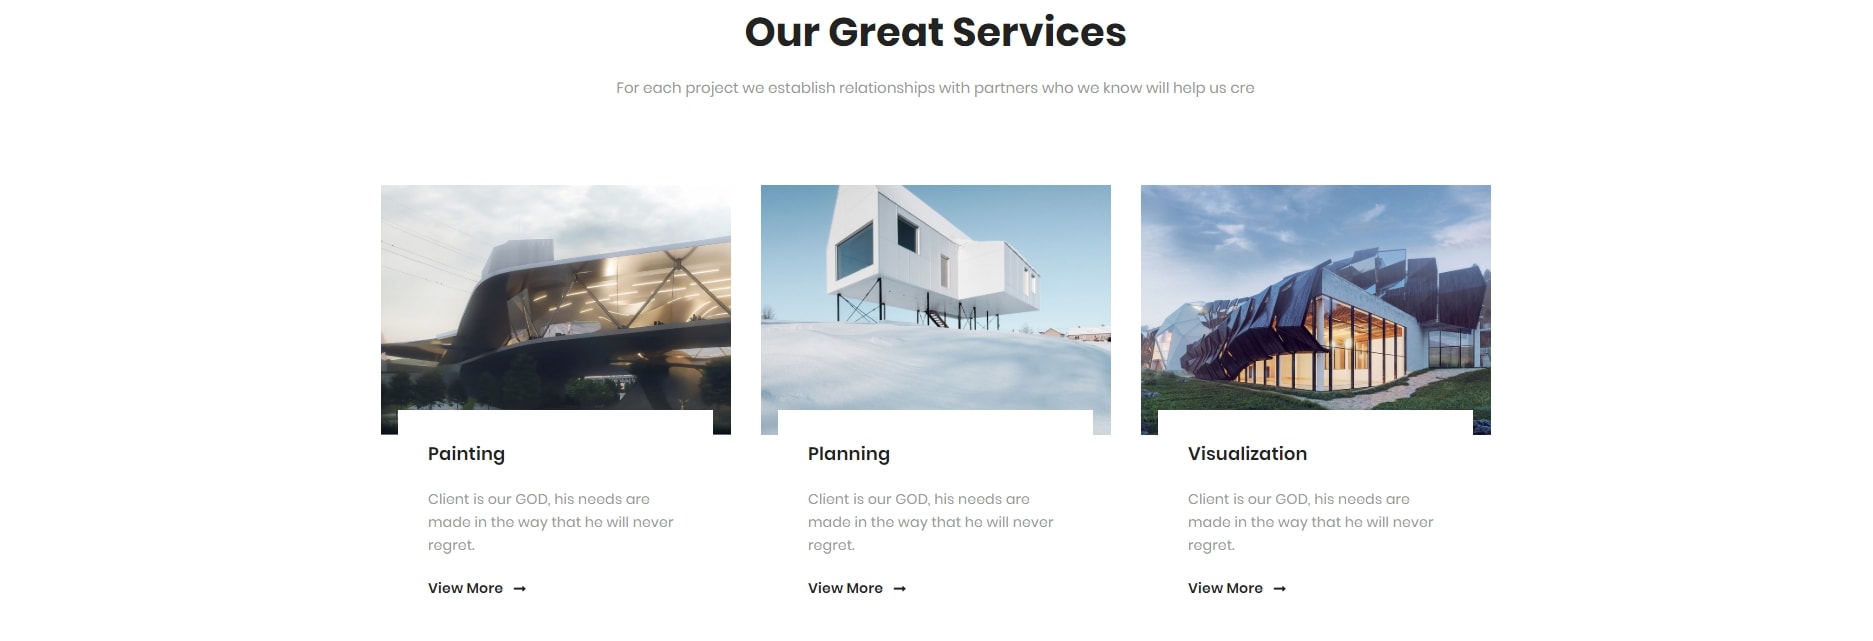 Our Great Services
For each project we establish relationships with partners who we know will help us cre
Painting
Client is our GOD, his needs are
made in the way that he will never
regret.
View More →
Planning
Client is our GOD, his needs are
made in the way that he will never
regret.
View More →
Visualization
Client is our GOD, his needs are
made in the way that he will never
regret.
View More →